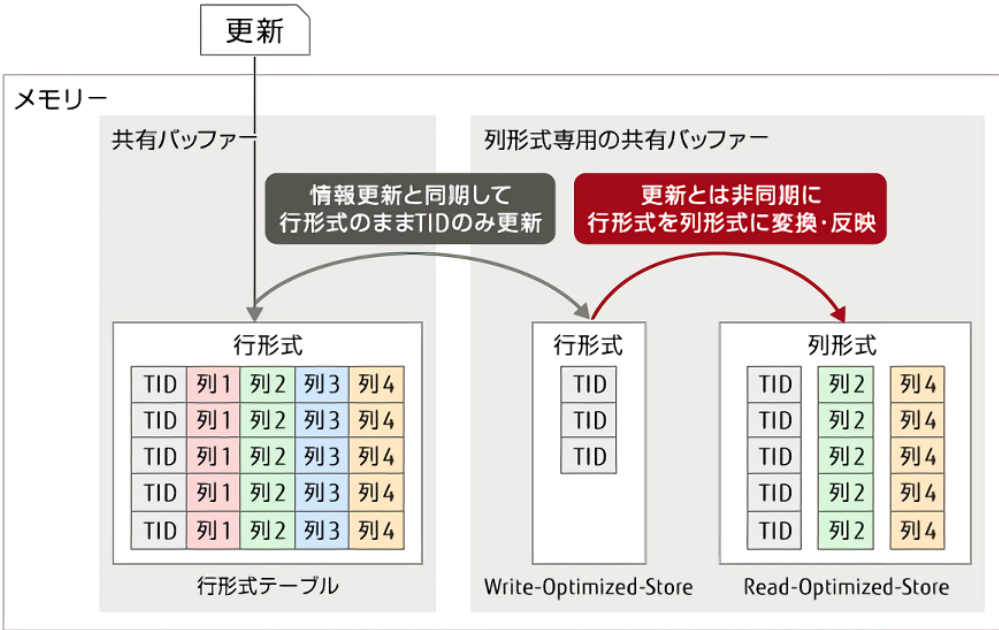 更新
メモリー
共有バッファー
列形式専用の共有バッファー
情報更新と同期して
行形式のままTIDのみ更新
更新とは非同期に
行形式を列形式に変換・反映
行形式
TID 列1 列2 列3 列4
TID 列1 列2 列3 列4
TID 列1 列2 列3 列4
TID 列1 列2 列3 列4
TID 列1 列2 列3 列4
行形式テーブル
行形式
TID
TID
TID
Write-Optimized-Store
列形式
TID 列2 列4
TID 列2 列4
TID 列2 列4
TID 列2 列4
TID 列2 列4
Read-Optimized-Store